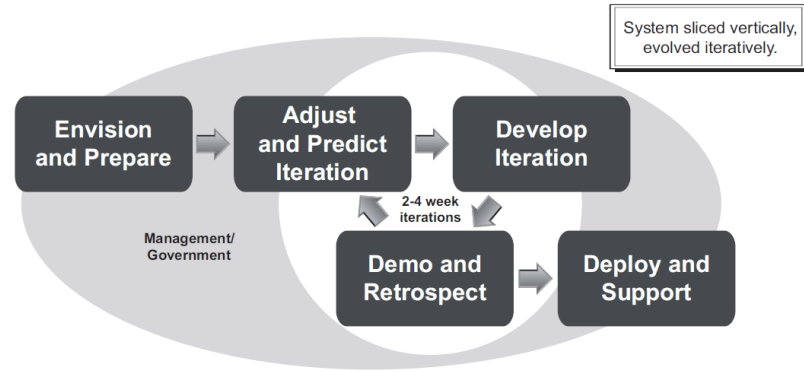 System sliced vertically,
evolved iteratively.
Envision
and Prepare
Adjust
and Predict
Iteration
Develop
Iteration
2-4 week
iterations
Management/
Government
Demo and
Retrospect
Deploy and
Support